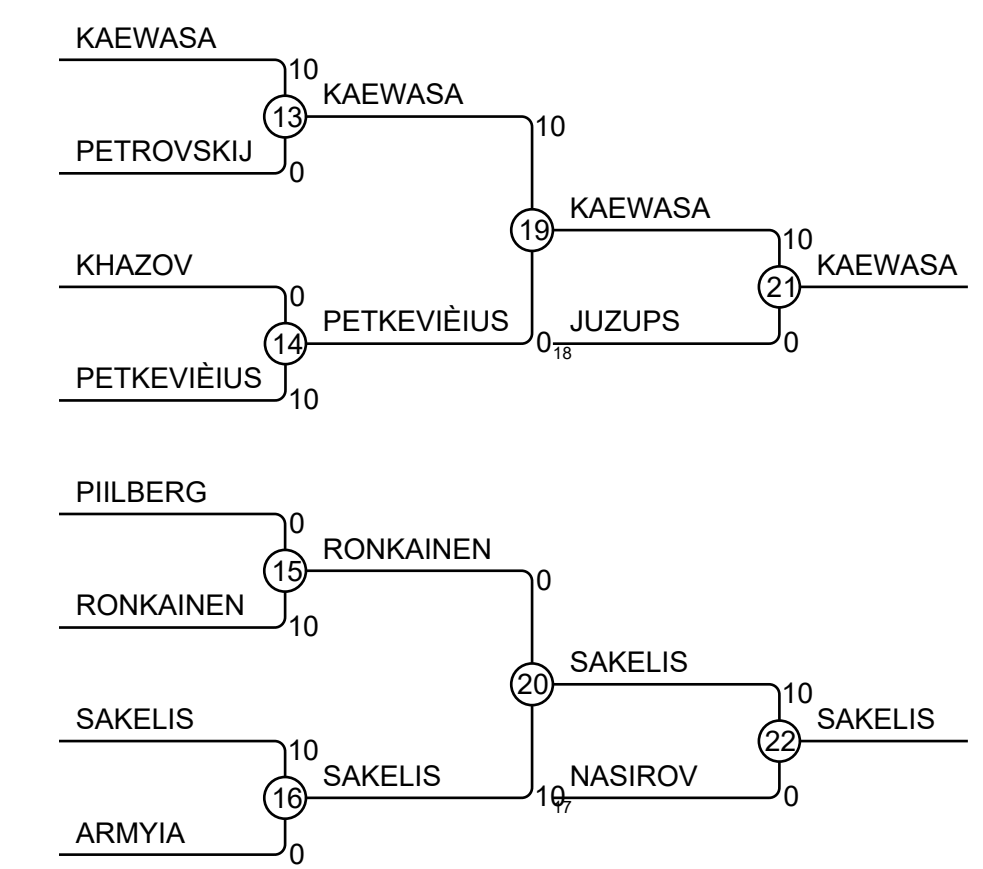 KAEWASA
10
KAEWASA
13
10
PETROVSKIJ
0
KAEWASA
19
10
KHAZOV
KAEWASA
0
21
PETKEVIÈIUS
JUZUPS
14
0
18
0
PETKEVIÈIUS
10
PIILBERG
0
RONKAINEN
15
0
RONKAINEN
10
SAKELIS
20
10
SAKELIS
SAKELIS
10
22
SAKELIS
NASIROV
16
10
17
0
ARMYIA
0